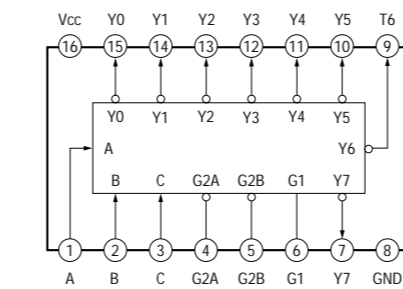 Vcc Y0 Y1 Y2 Y3 Y4 Y5 T6
16 15 14 13 12 11 10 9
Y0 Y1 Y2 Y3 Y4 Y5
A Y6
B C G2A G2B G1 Y7
1 2 3 4 5 6 7 8
A B C G2A G2B G1 Y7 GND